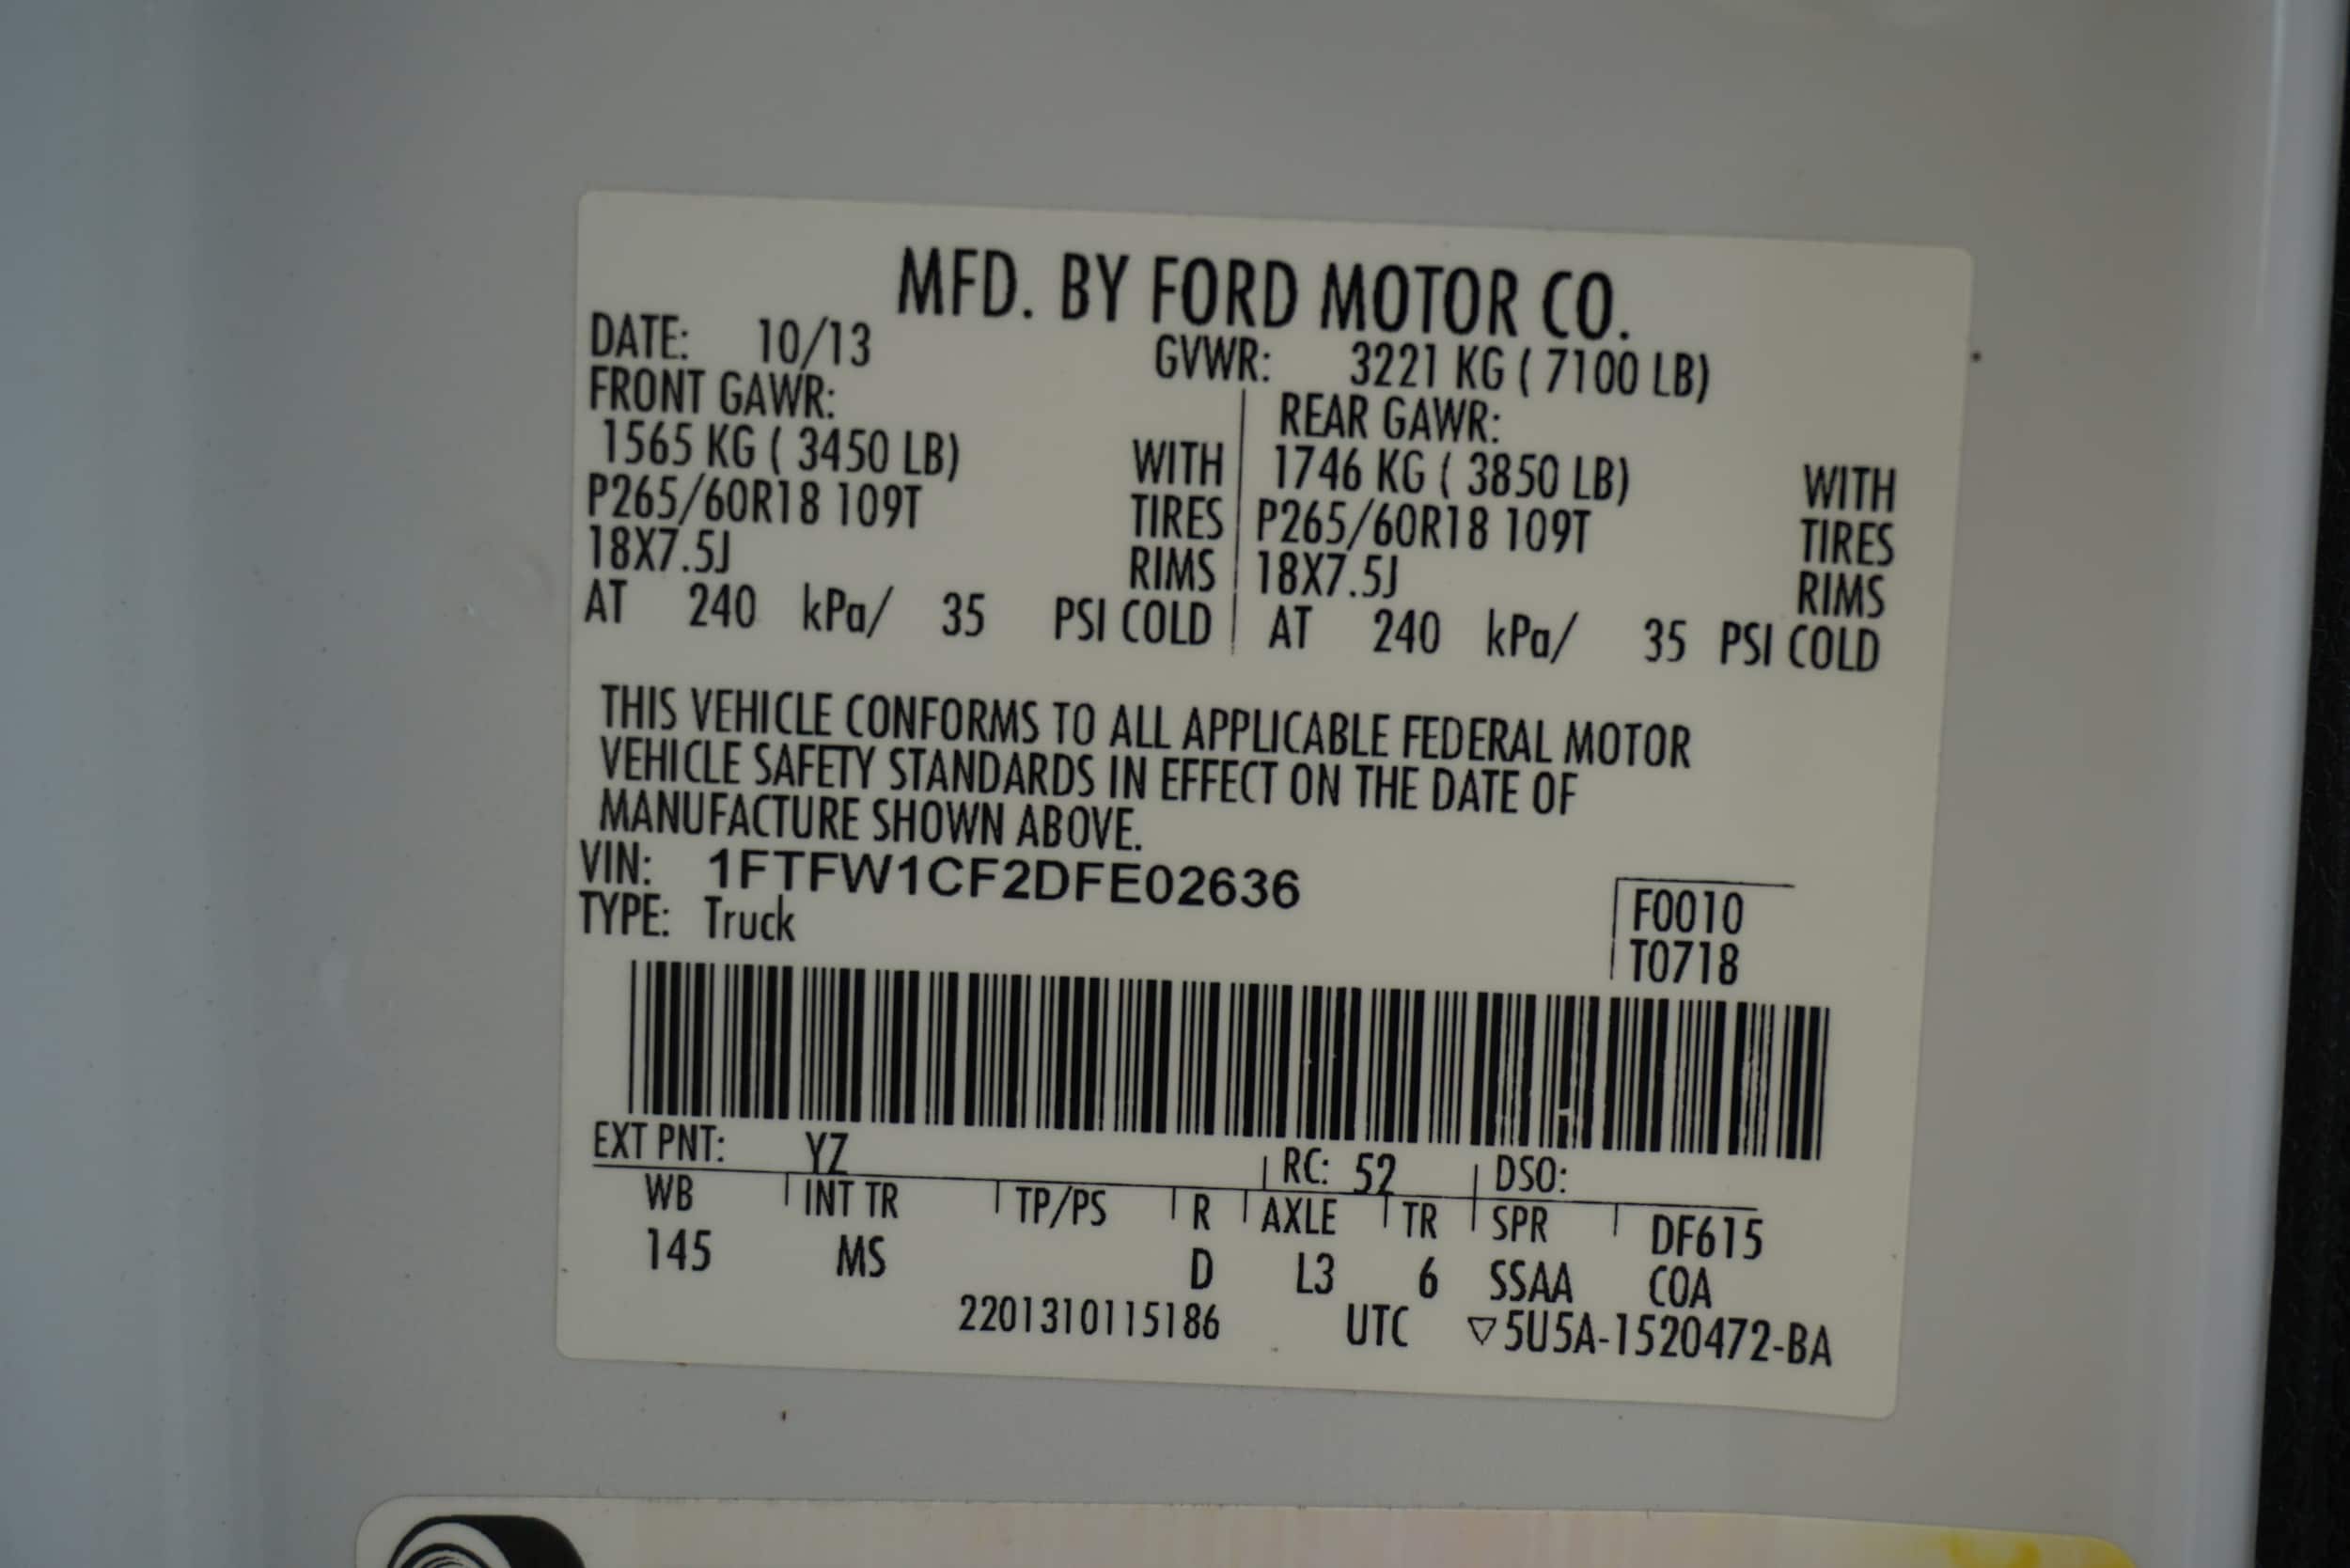 MFD. BY FORD MOTOR CO.
DATE: 10/13 GVWR: 3221 KG ( 7100 LB)
FRONT GAWR: REAR GAWR:
1565 KG ( 3450 LB) WITH 1746 KG ( 3850 LB) WITH
P265/60R18 109T TIRES P265/60R18 109T TIRES
18X7.5J RIMS 18X7.5J RIMS
AT 240 kPa/ 35 PSI COLD AT 240 kPa/ 35 PSI COLD
THIS VEHICLE CONFORMS TO ALL APPLICABLE FEDERAL MOTOR
VEHICLE SAFETY STANDARDS IN EFFECT ON THE DATE OF
MANUFACTURE SHOWN ABOVE.
VIN: 1FTFW1CF2DFE02636
TYPE: Truck
F0010
T0718
EXT PNT: YZ RC: 52 DSO:
WB INT TR TP/PS R AXLE TR SPR DF615
145 MS D L3 6 SSAA COA
2201310115186 UTC ▽5U5A-1520472-BA